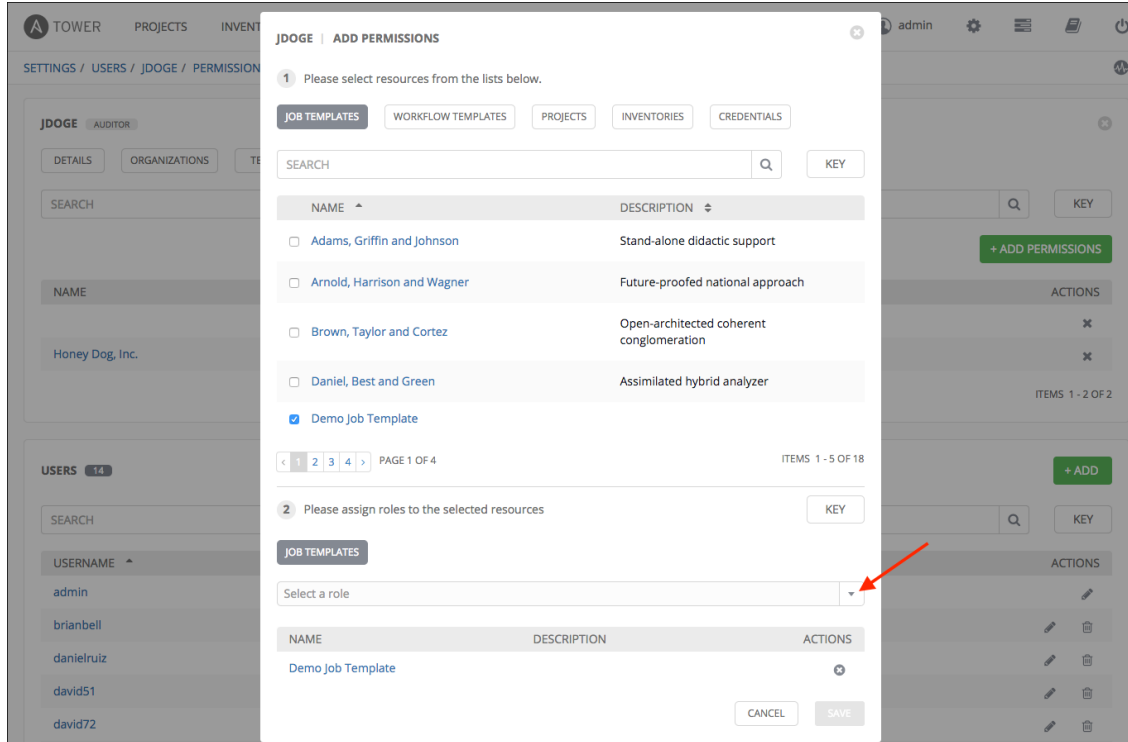 A TOWER PROJECTS INVENT admin
SETTINGS / USERS / JDOGE / PERMISSION
JDOGE AUDITOR
DETAILS ORGANIZATIONS TE
SEARCH KEY
+ ADD PERMISSIONS
NAME ACTIONS
Honey Dog, Inc.
ITEMS 1 - 2 OF 2
USERS 14
+ ADD
SEARCH KEY
USERNAME ACTIONS
admin
brianbell
danielruiz
david51
david72
JDOGE | ADD PERMISSIONS
1 Please select resources from the lists below.
JOB TEMPLATES WORKFLOW TEMPLATES PROJECTS INVENTORIES CREDENTIALS
SEARCH KEY
NAME DESCRIPTION
Adams, Griffin and Johnson Stand-alone didactic support
Arnold, Harrison and Wagner Future-proofed national approach
Brown, Taylor and Cortez Open-architected coherent
conglomeration
Daniel, Best and Green Assimilated hybrid analyzer
Demo Job Template
< 1 2 3 4 > PAGE 1 OF 4 ITEMS 1 - 5 OF 18
2 Please assign roles to the selected resources KEY
JOB TEMPLATES
Select a role
NAME DESCRIPTION ACTIONS
Demo Job Template
CANCEL SAVE